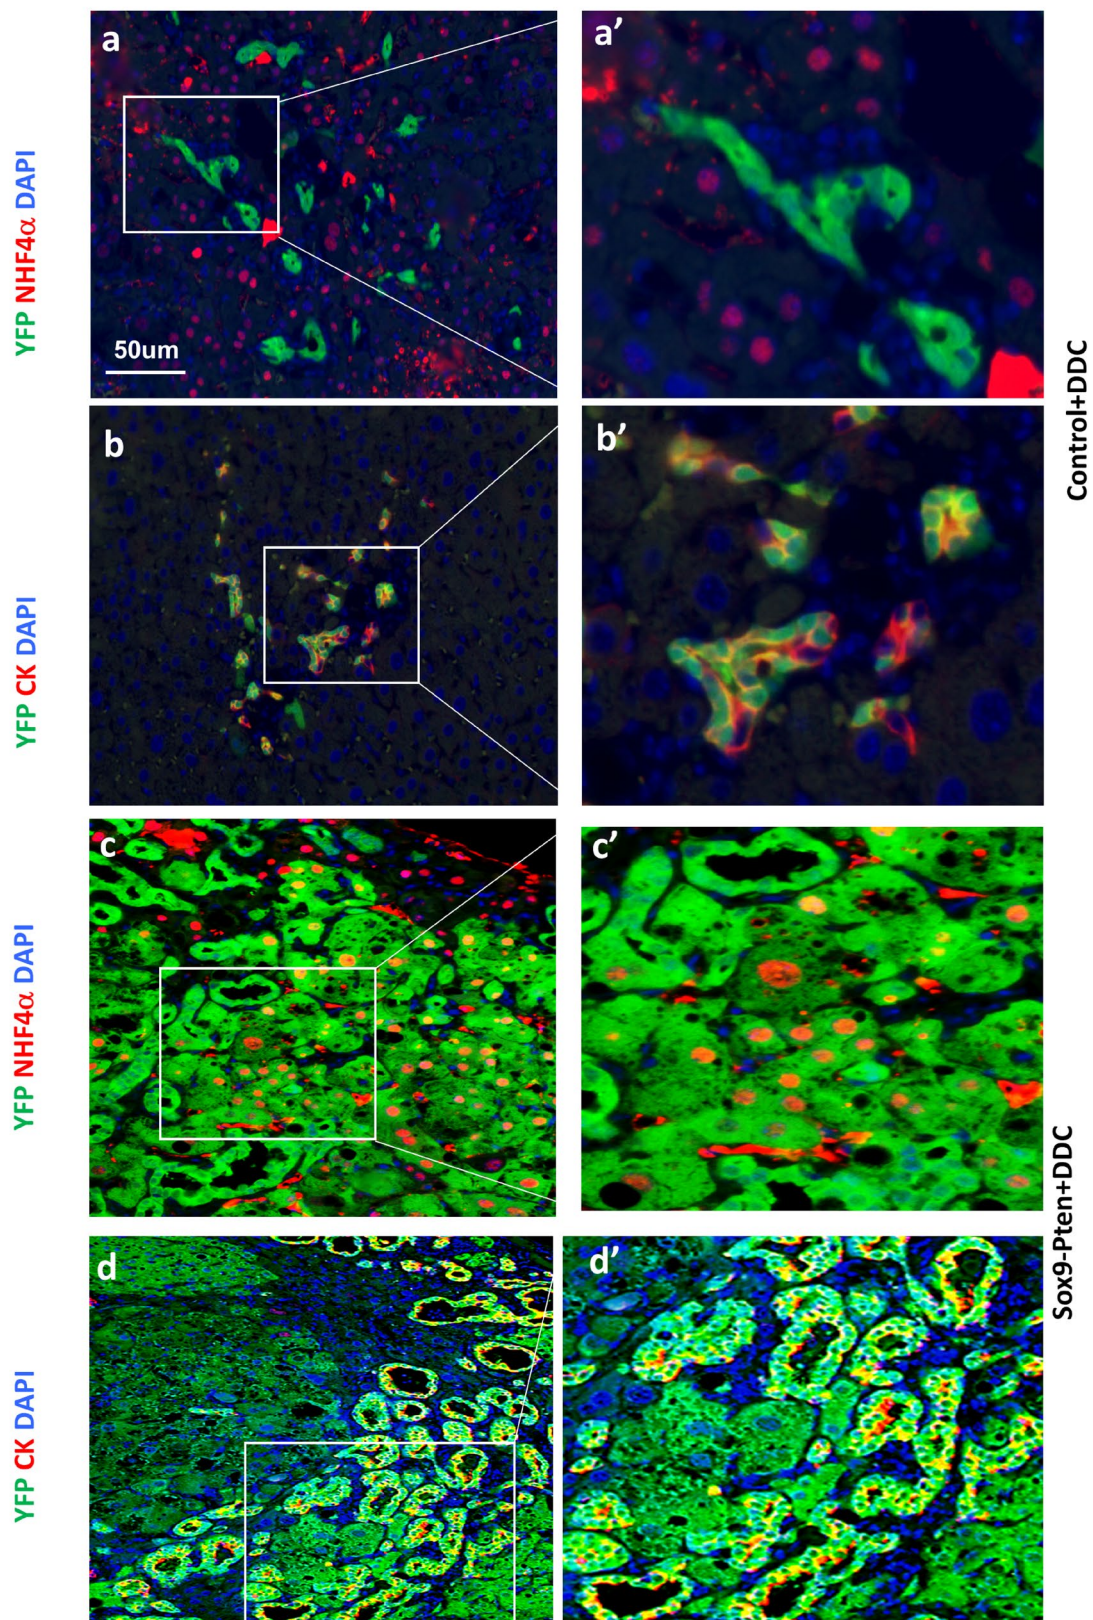 a
a’
YFP NHF4α DAPI
50um
b
b’
YFP CK DAPI
Control+DDC
c
c’
YFP NHF4α DAPI
d
d’
YFP CK DAPI
Sox9-Pten+DDC